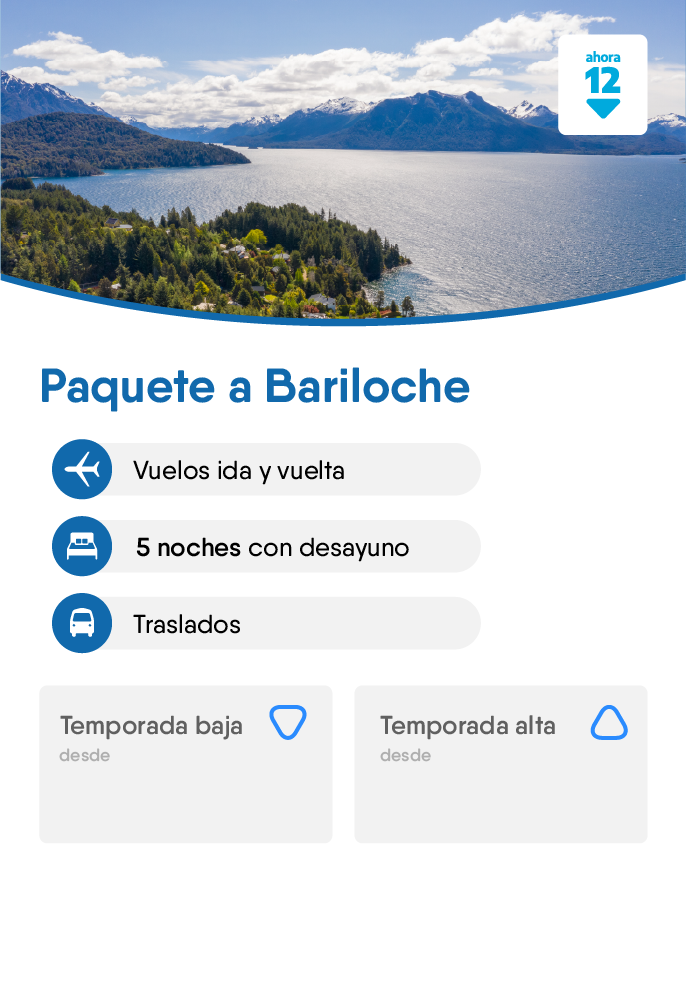 ahora
12
Paquete a Bariloche
Vuelos ida y vuelta
5 noches con desayuno
Traslados
Temporada baja
desde
Temporada alta
desde